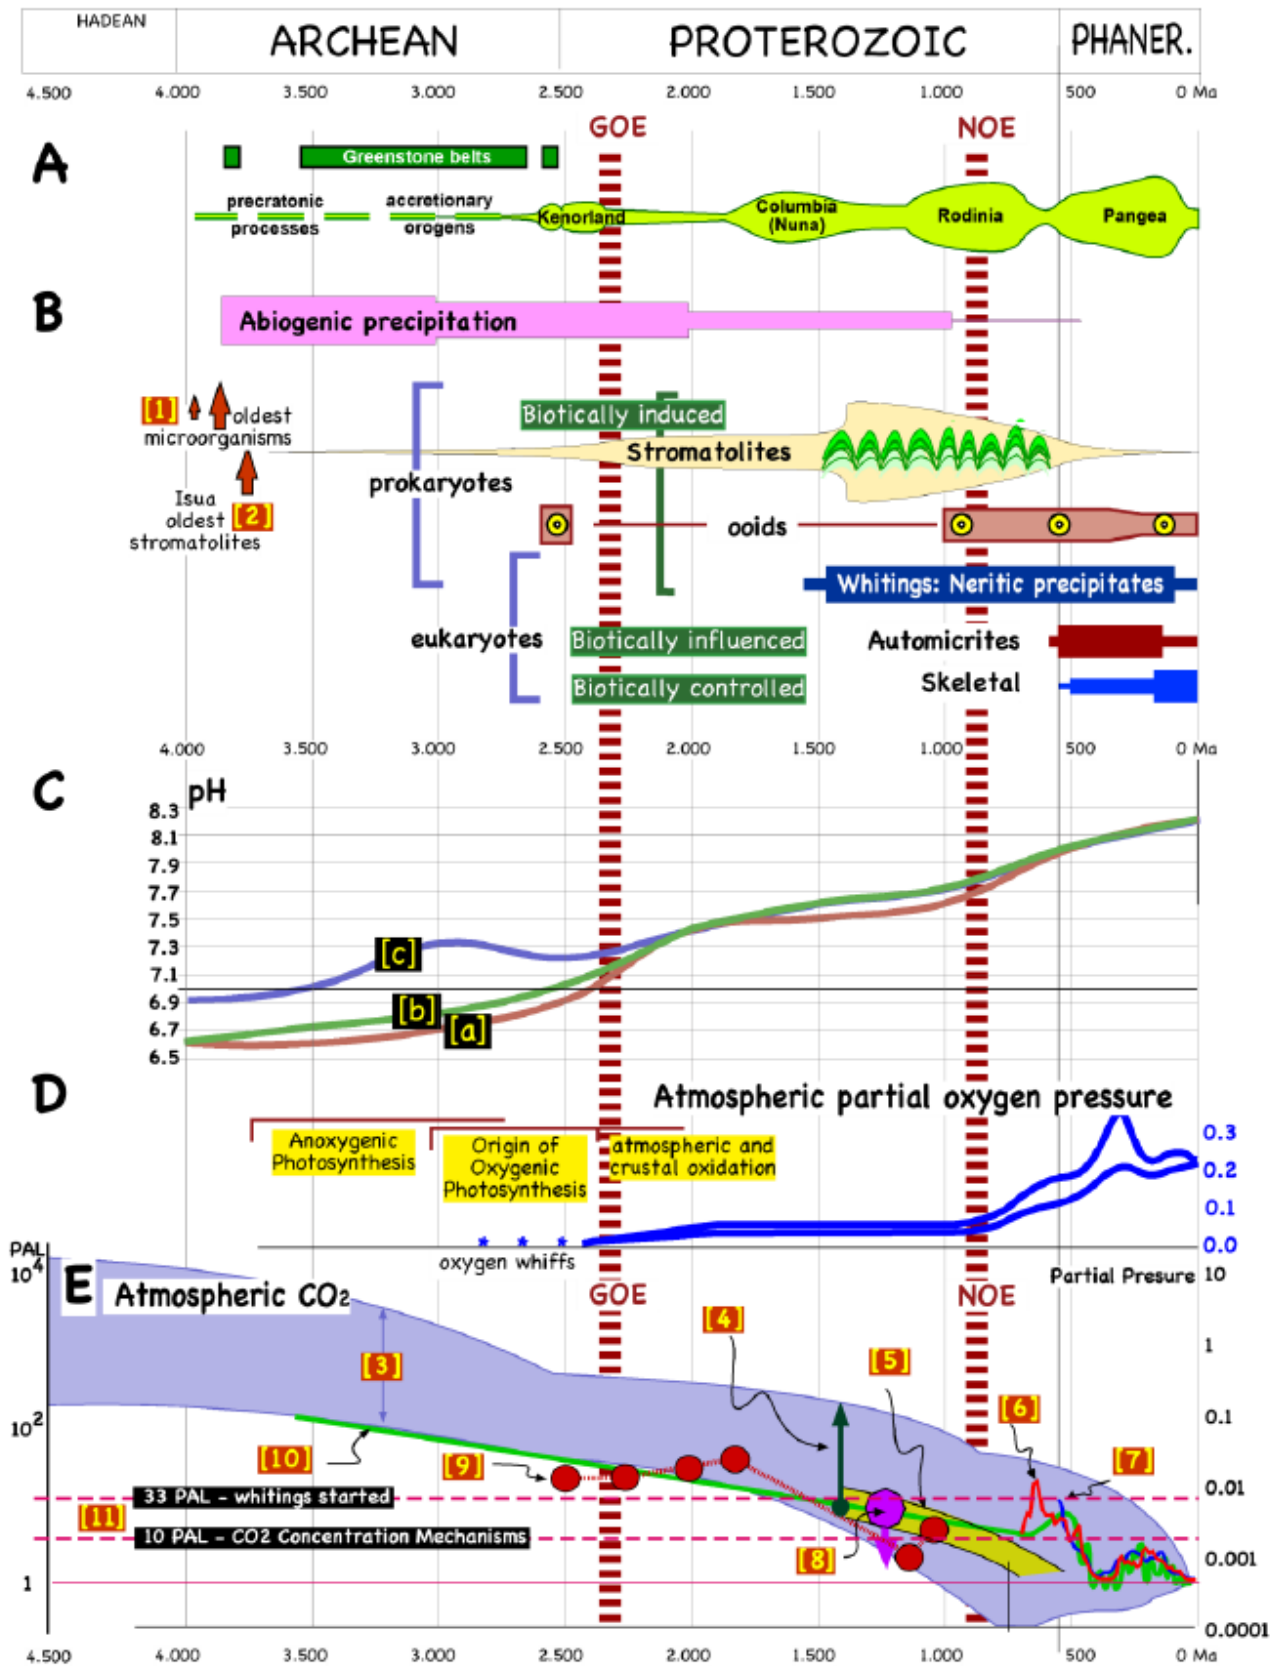 HADEAN
ARCHEAN
PROTEROZOIC
PHANER.
4.500 4.000 3.500 3.000 2.500 2.000 1.500 1.000 500 0 Ma
GOE NOE
A
Greenstone belts
precratonic
processes
accretionary
orogens
Kenorland
Columbia
(Nuna)
Rodinia
Pangea
B
Abiogenic precipitation
[1]
oldest
microorganisms
Biotically induced
Stromatolites
prokaryotes
Isua
oldest [2]
stromatolites
ooids
Whitings: Neritic precipitates
eukaryotes
Biotically influenced
Automicrites
Biotically controlled
Skeletal
4.000 3.500 3.000 2.500 2.000 1.500 1.000 500 0 Ma
C
pH
8.3
8.1
7.9
7.7
7.5
7.3
7.1
6.9
6.7
6.5
[c]
[b]
[a]
D
Atmospheric partial oxygen pressure
Anoxygenic
Photosynthesis
Origin of
Oxygenic
Photosynthesis
atmospheric and
crustal oxidation
0.3
0.2
0.1
0.0
* * *
oxygen whiffs
PAL
10⁴
10²
1
E
Atmospheric CO₂
GOE NOE
Partial Presure
10
1
0.1
0.01
0.001
0.0001
[3]
[4]
[5]
[6]
[7]
[10]
[9]
33 PAL - whitings started
[11]
10 PAL - CO2 Concentration Mechanisms
[8]
4.500 4.000 3.500 3.000 2.500 2.000 1.500 1.000 500 0 Ma